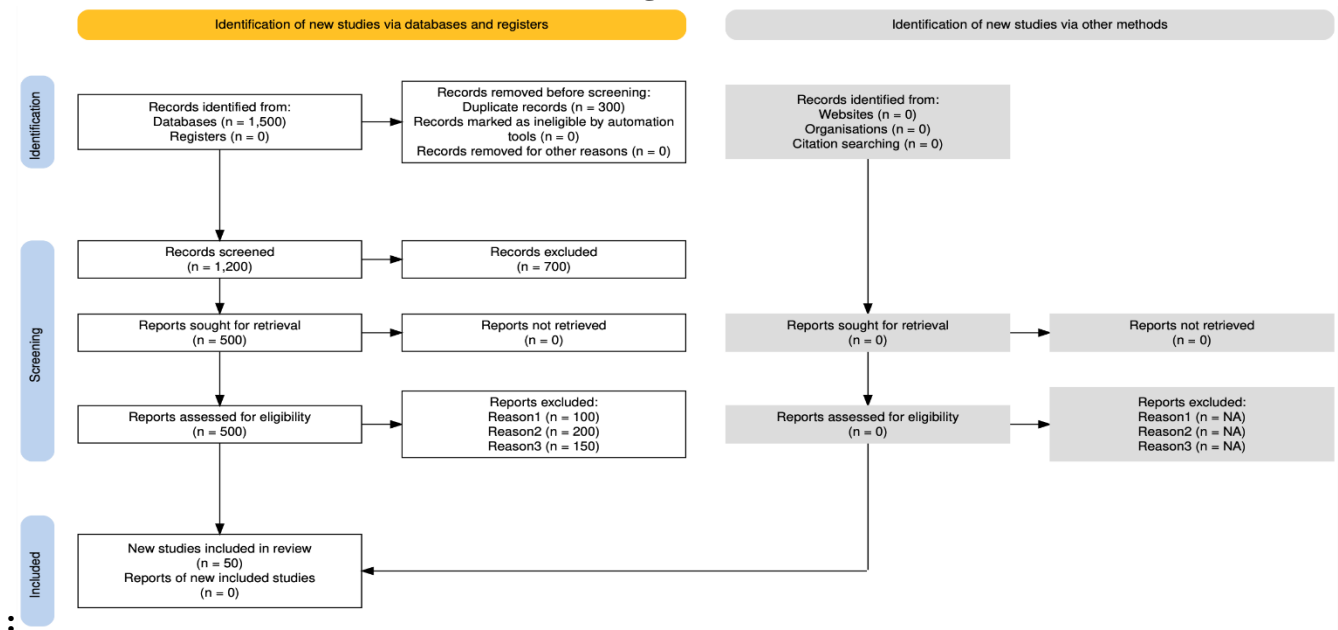 Identification of new studies via databases and registers
Identification of new studies via other methods
Identification
Records identified from:
Databases (n = 1,500)
Registers (n = 0)
Records removed before screening:
Duplicate records (n = 300)
Records marked as ineligible by automation
tools (n = 0)
Records removed for other reasons (n = 0)
Records identified from:
Websites (n = 0)
Organisations (n = 0)
Citation searching (n = 0)
Screening
Records screened
(n = 1,200)
Records excluded
(n = 700)
Reports sought for retrieval
(n = 500)
Reports not retrieved
(n = 0)
Reports sought for retrieval
(n = 0)
Reports not retrieved
(n = 0)
Reports assessed for eligibility
(n = 500)
Reports excluded:
Reason1 (n = 100)
Reason2 (n = 200)
Reason3 (n = 150)
Reports assessed for eligibility
(n = 0)
Reports excluded:
Reason1 (n = NA)
Reason2 (n = NA)
Reason3 (n = NA)
Included
New studies included in review
(n = 50)
Reports of new included studies
(n = 0)
: